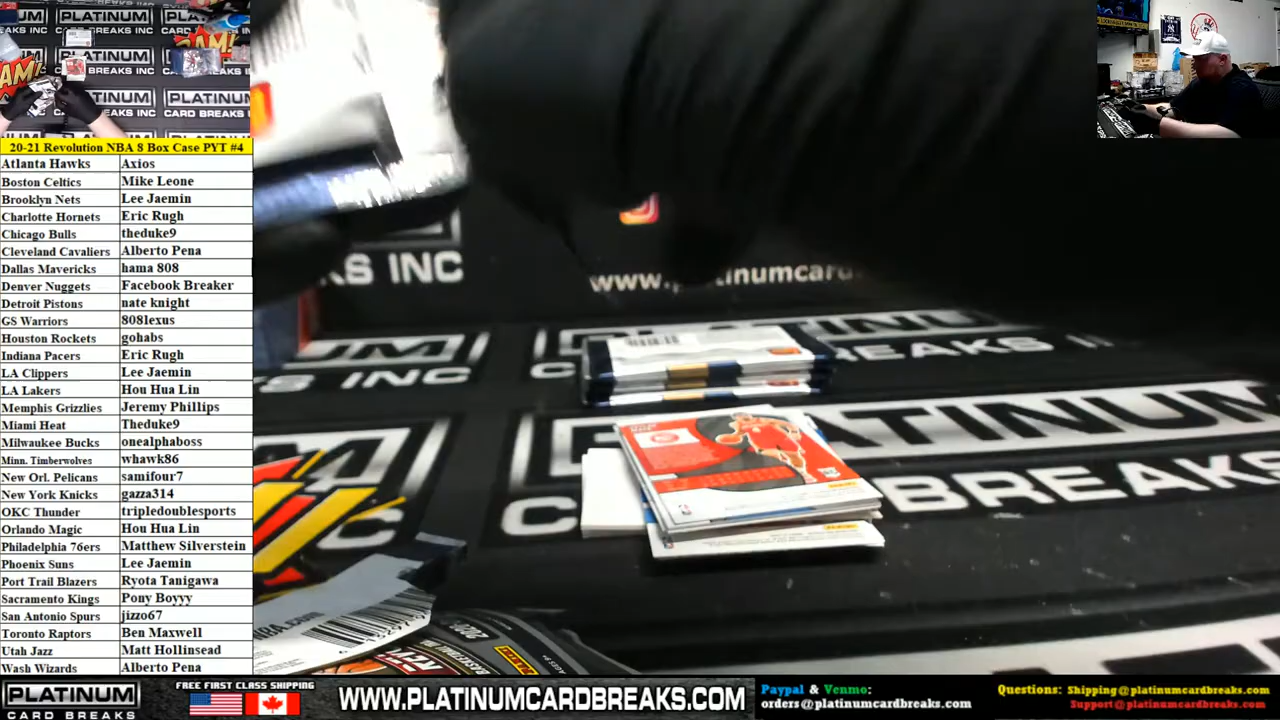 PLATINUM
CARD BREAKS INC
BAM!
20-21 Revolution NBA 8 Box Case PYT #4
Atlanta Hawks Axios
Boston Celtics Mike Leone
Brooklyn Nets Lee Jaemin
Charlotte Hornets Eric Rugh
Chicago Bulls theduke9
Cleveland Cavaliers Alberto Pena
Dallas Mavericks hama 808
Denver Nuggets Facebook Breaker
Detroit Pistons nate knight
GS Warriors 808lexus
Houston Rockets gohabs
Indiana Pacers Eric Rugh
LA Clippers Lee Jaemin
LA Lakers Hou Hua Lin
Memphis Grizzlies Jeremy Phillips
Miami Heat Theduke9
Milwaukee Bucks onealphaboss
Minn. Timberwolves whawk86
New Orl. Pelicans samifour7
New York Knicks gazza314
OKC Thunder tripledoublesports
Orlando Magic Hou Hua Lin
Philadelphia 76ers Matthew Silverstein
Phoenix Suns Lee Jaemin
Port Trail Blazers Ryota Tanigawa
Sacramento Kings Pony Boyyy
San Antonio Spurs jizzo67
Toronto Raptors Ben Maxwell
Utah Jazz Matt Hollinsead
Wash Wizards Alberto Pena
KS INC
PLATINUM
BREAKS INC
PLATINUM
CARD BREAKS
PLATINUM
CARD BREAKS
FREE FIRST CLASS SHIPPING
WWW.PLATINUMCARDBREAKS.COM
Paypal & Venmo:
orders@platinumcardbreaks.com
Questions: Shipping@platinumcardbreaks.com
Support@platinumcardbreaks.com